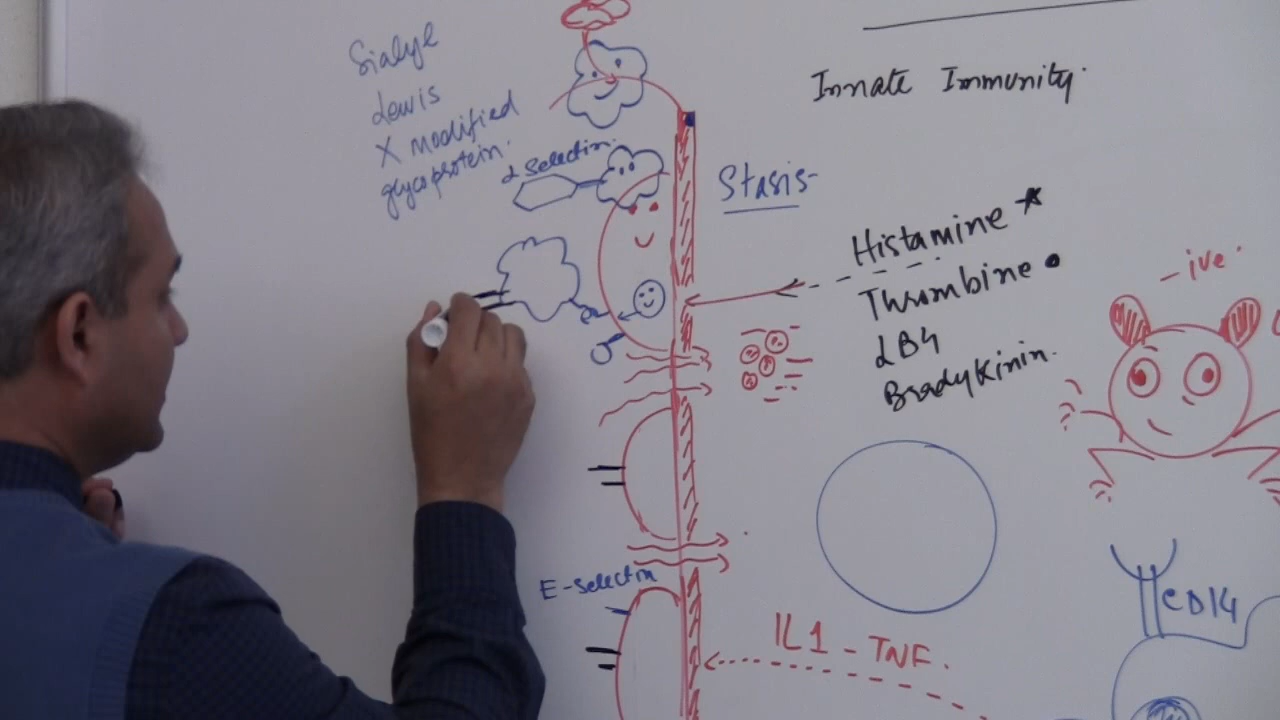 Sialyl
Lewis
X modified
glycoprotein.
L selectin.
Innate Immunity.
Stasis-
Histamine
Thrombine
LB4
Bradykinin.
-ive
E-selectin
IL1 - TNF.
CD14